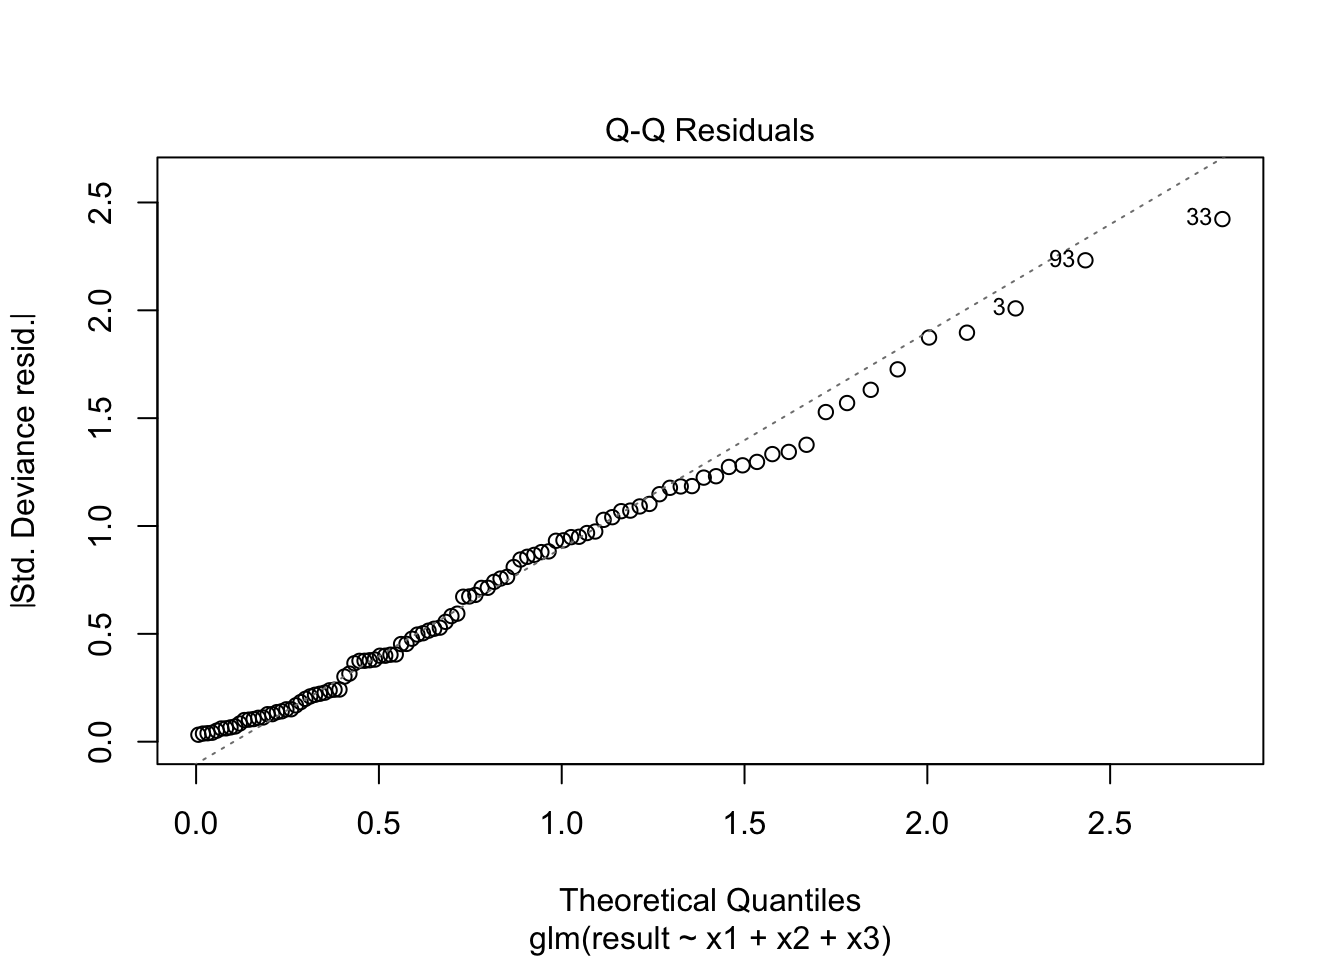 Q-Q Residuals
|Std. Deviance resid.|
2.5
2.0
1.5
1.0
0.5
0.0
33
93
3
0.0 0.5 1.0 1.5 2.0 2.5
Theoretical Quantiles
glm(result ~ x1 + x2 + x3)